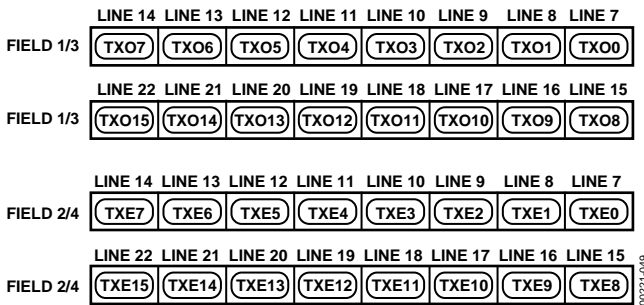 LINE 14 LINE 13 LINE 12 LINE 11 LINE 10 LINE 9 LINE 8 LINE 7
FIELD 1/3 TXO7 TXO6 TXO5 TXO4 TXO3 TXO2 TXO1 TXO0
LINE 22 LINE 21 LINE 20 LINE 19 LINE 18 LINE 17 LINE 16 LINE 15
FIELD 1/3 TXO15 TXO14 TXO13 TXO12 TXO11 TXO10 TXO9 TXO8
LINE 14 LINE 13 LINE 12 LINE 11 LINE 10 LINE 9 LINE 8 LINE 7
FIELD 2/4 TXE7 TXE6 TXE5 TXE4 TXE3 TXE2 TXE1 TXE0
LINE 22 LINE 21 LINE 20 LINE 19 LINE 18 LINE 17 LINE 16 LINE 15
FIELD 2/4 TXE15 TXE14 TXE13 TXE12 TXE11 TXE10 TXE9 TXE8